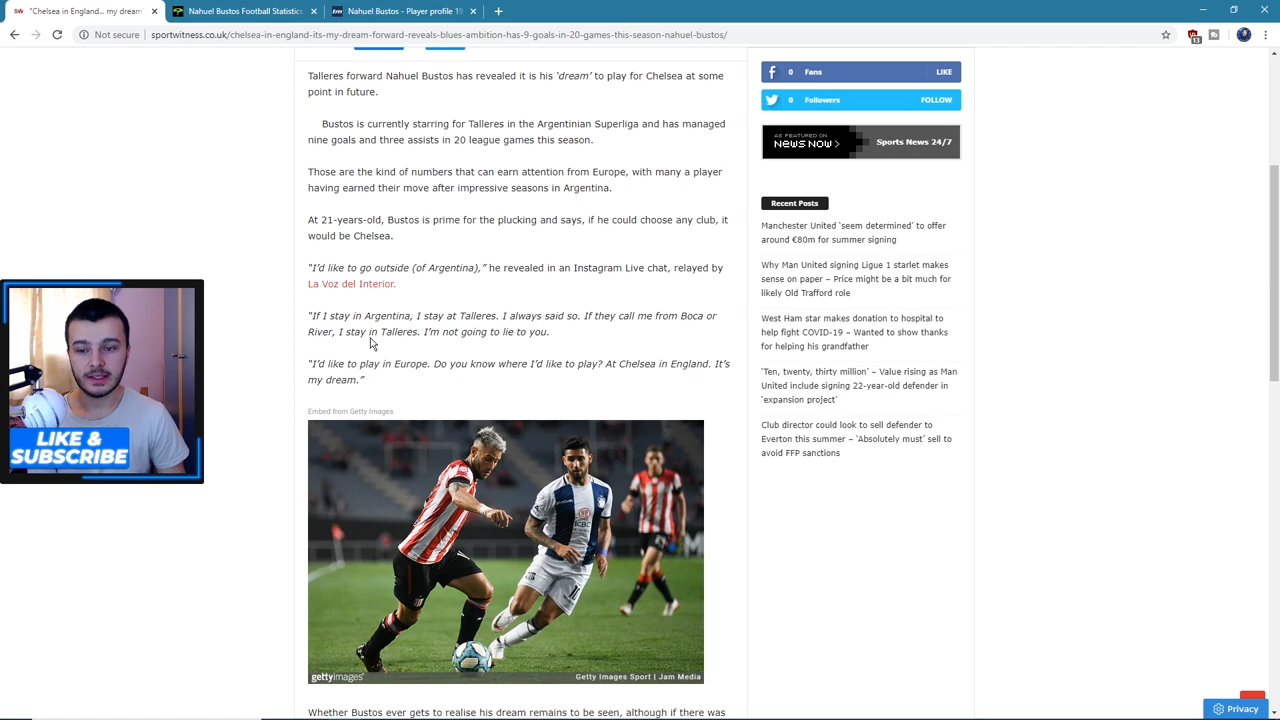 "Chelsea in England... my dream"
Nahuel Bustos Football Statistics
Nahuel Bustos - Player profile 19
Not secure
sportwitness.co.uk/chelsea-in-england-its-my-dream-forward-reveals-blues-ambition-has-9-goals-in-20-games-this-season-nahuel-bustos/
Talleres forward Nahuel Bustos has revealed it is his 'dream' to play for Chelsea at some
point in future.
Bustos is currently starring for Talleres in the Argentinian Superliga and has managed
nine goals and three assists in 20 league games this season.
Those are the kind of numbers that can earn attention from Europe, with many a player
having earned their move after impressive seasons in Argentina.
At 21-years-old, Bustos is prime for the plucking and says, if he could choose any club, it
would be Chelsea.
"I'd like to go outside (of Argentina)," he revealed in an Instagram Live chat, relayed by
La Voz del Interior.
"If I stay in Argentina, I stay at Talleres. I always said so. If they call me from Boca or
River, I stay in Talleres. I'm not going to lie to you.
"I'd like to play in Europe. Do you know where I'd like to play? At Chelsea in England. It's
my dream."
Embed from Getty Images
gettyimages
Getty Images Sport | Jam Media
Whether Bustos ever gets to realise his dream remains to be seen, although if there was
0 Fans LIKE
0 Followers FOLLOW
AS FEATURED ON
NEWS NOW > Sports News 24/7
Recent Posts
Manchester United 'seem determined' to offer
around €80m for summer signing
Why Man United signing Ligue 1 starlet makes
sense on paper – Price might be a bit much for
likely Old Trafford role
West Ham star makes donation to hospital to
help fight COVID-19 – Wanted to show thanks
for helping his grandfather
'Ten, twenty, thirty million' – Value rising as Man
United include signing 22-year-old defender in
'expansion project'
Club director could look to sell defender to
Everton this summer – 'Absolutely must' sell to
avoid FFP sanctions
LIKE &
SUBSCRIBE
Privacy